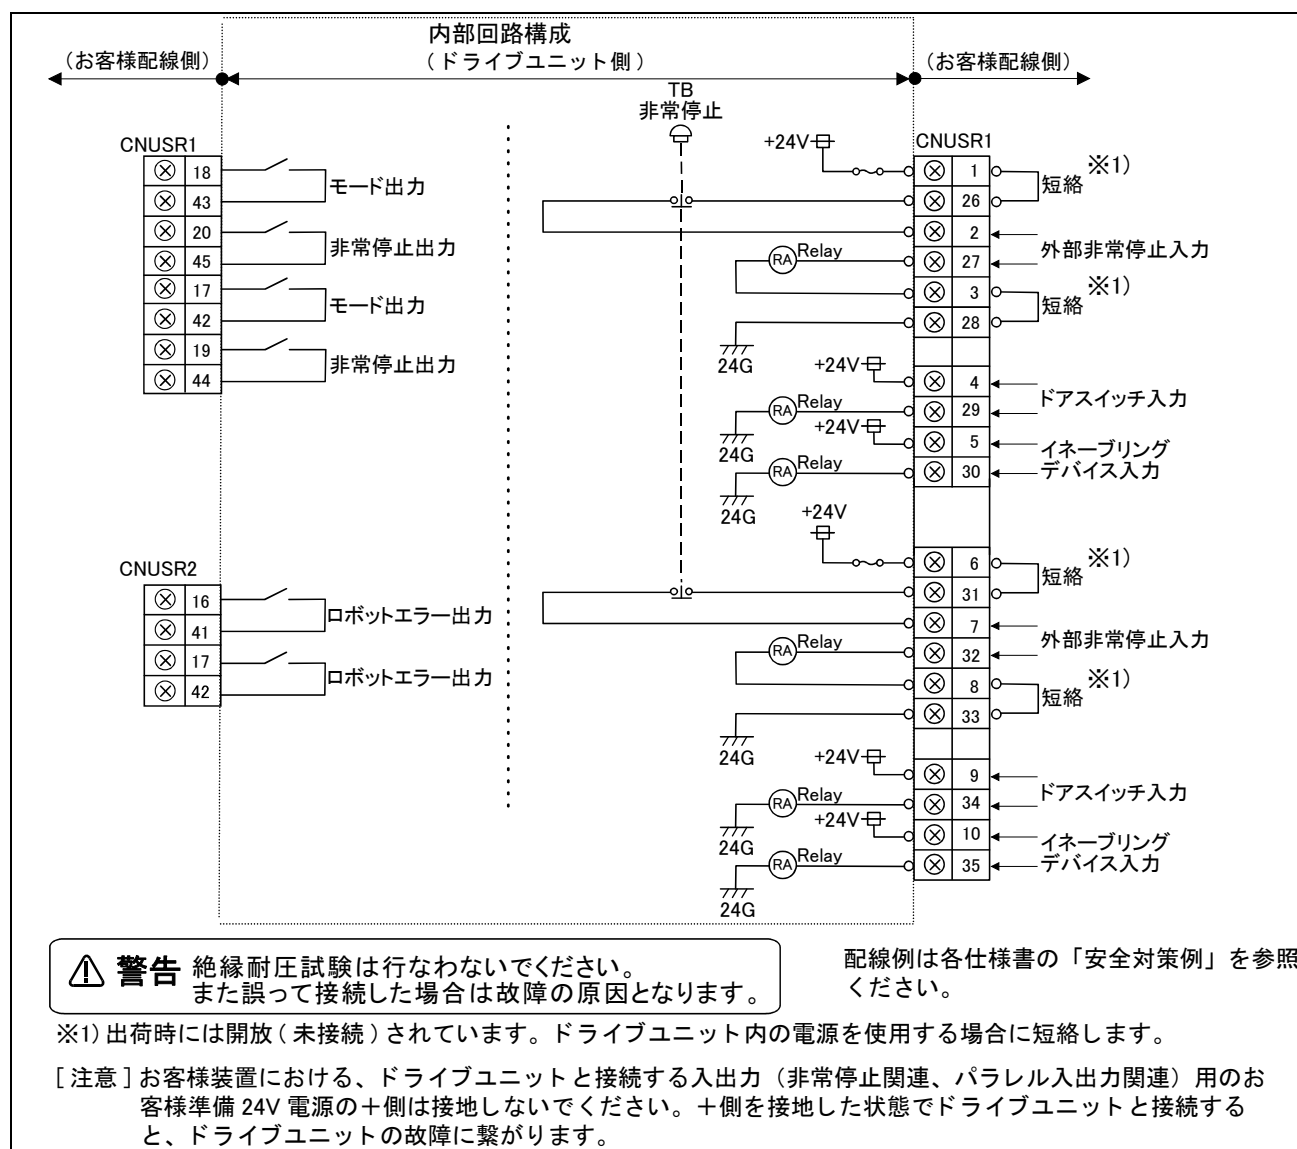 内部回路構成
(お客様配線側)
(ドライブユニット側)
(お客様配線側)
TB
非常停止
CNUSR1
18
43
モード出力
20
45
非常停止出力
17
42
モード出力
19
44
非常停止出力
CNUSR2
16
41
ロボットエラー出力
17
42
ロボットエラー出力
+24V
CNUSR1
1
26
短絡 ※1)
2
27
外部非常停止入力
RA Relay
3
28
短絡 ※1)
24G
+24V
4
29
ドアスイッチ入力
RA Relay
24G
+24V
5
30
イネーブリング
デバイス入力
RA Relay
24G
+24V
6
31
短絡 ※1)
7
32
外部非常停止入力
RA Relay
8
33
短絡 ※1)
24G
+24V
9
34
ドアスイッチ入力
RA Relay
24G
+24V
10
35
イネーブリング
デバイス入力
RA Relay
24G
警告 絶縁耐圧試験は行なわないでください。
また誤って接続した場合は故障の原因となります。
配線例は各仕様書の「安全対策例」を参照
ください。
※1) 出荷時には開放(未接続)されています。ドライブユニット内の電源を使用する場合に短絡します。
[注意]お客様装置における、ドライブユニットと接続する入出力(非常停止関連、パラレル入出力関連)用のお
客様準備 24V 電源の+側は接地しないでください。+側を接地した状態でドライブユニットと接続する
と、ドライブユニットの故障に繋がります。